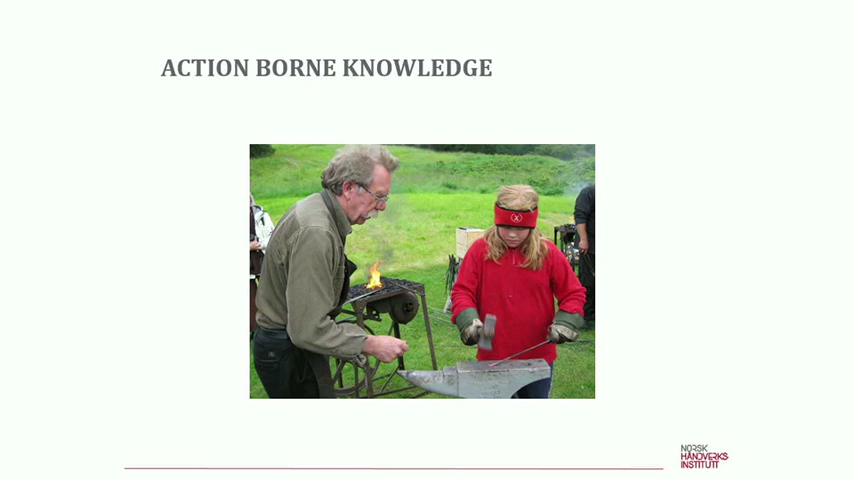 ACTION BORNE KNOWLEDGE
NORSK
HÅNDVERKS
INSTITUTT